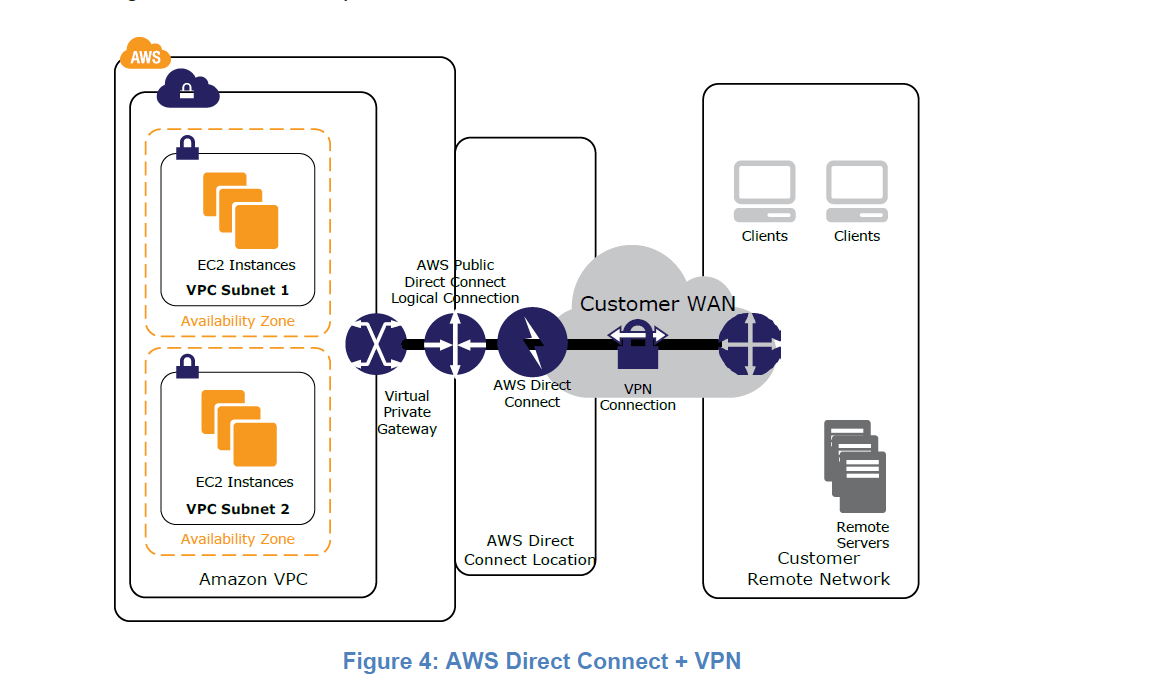 AWS
EC2 Instances
VPC Subnet 1
Availability Zone
EC2 Instances
VPC Subnet 2
Availability Zone
Amazon VPC
AWS Public
Direct Connect
Logical Connection
Virtual
Private
Gateway
AWS Direct
Connect
AWS Direct
Connect Location
Customer WAN
VPN
Connection
Clients
Clients
Remote
Servers
Customer
Remote Network
Figure 4: AWS Direct Connect + VPN